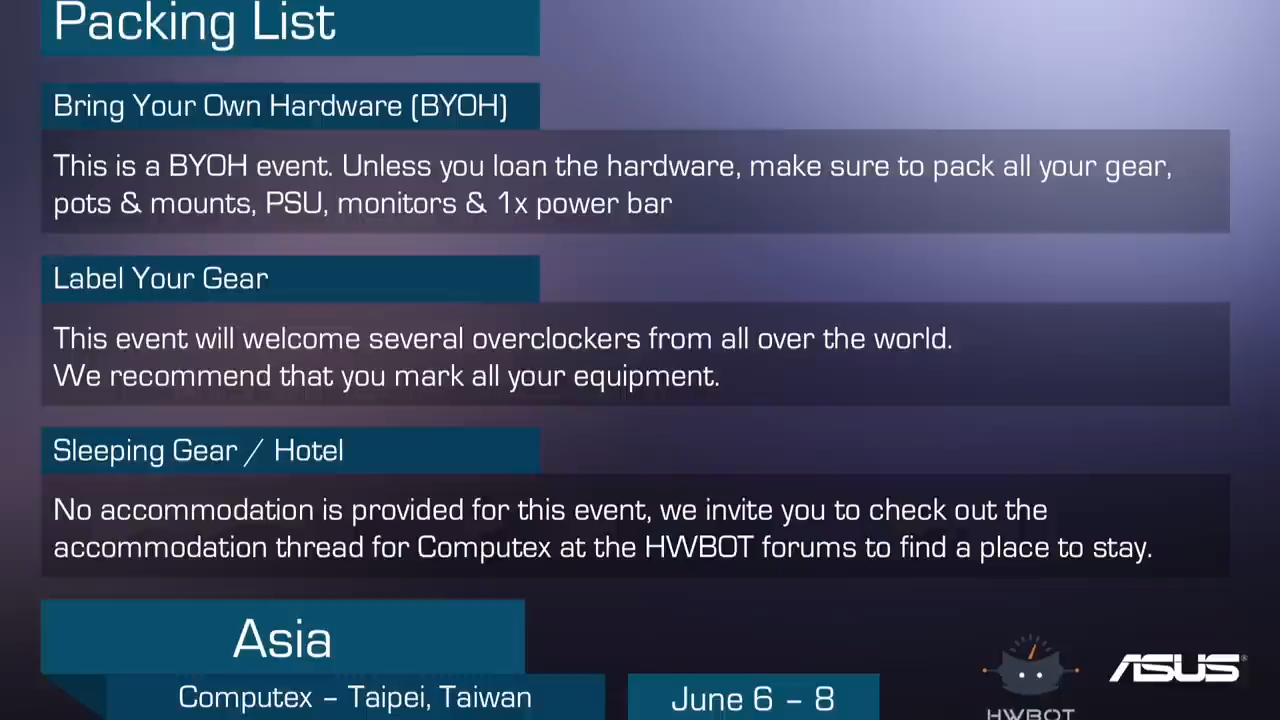 Packing List
Bring Your Own Hardware (BYOH)
This is a BYOH event. Unless you loan the hardware, make sure to pack all your gear,
pots & mounts, PSU, monitors & 1x power bar
Label Your Gear
This event will welcome several overclockers from all over the world.
We recommend that you mark all your equipment.
Sleeping Gear / Hotel
No accommodation is provided for this event, we invite you to check out the
accommodation thread for Computex at the HWBOT forums to find a place to stay.
Asia
Computex – Taipei, Taiwan
June 6 – 8
HWBOT
ASUS®